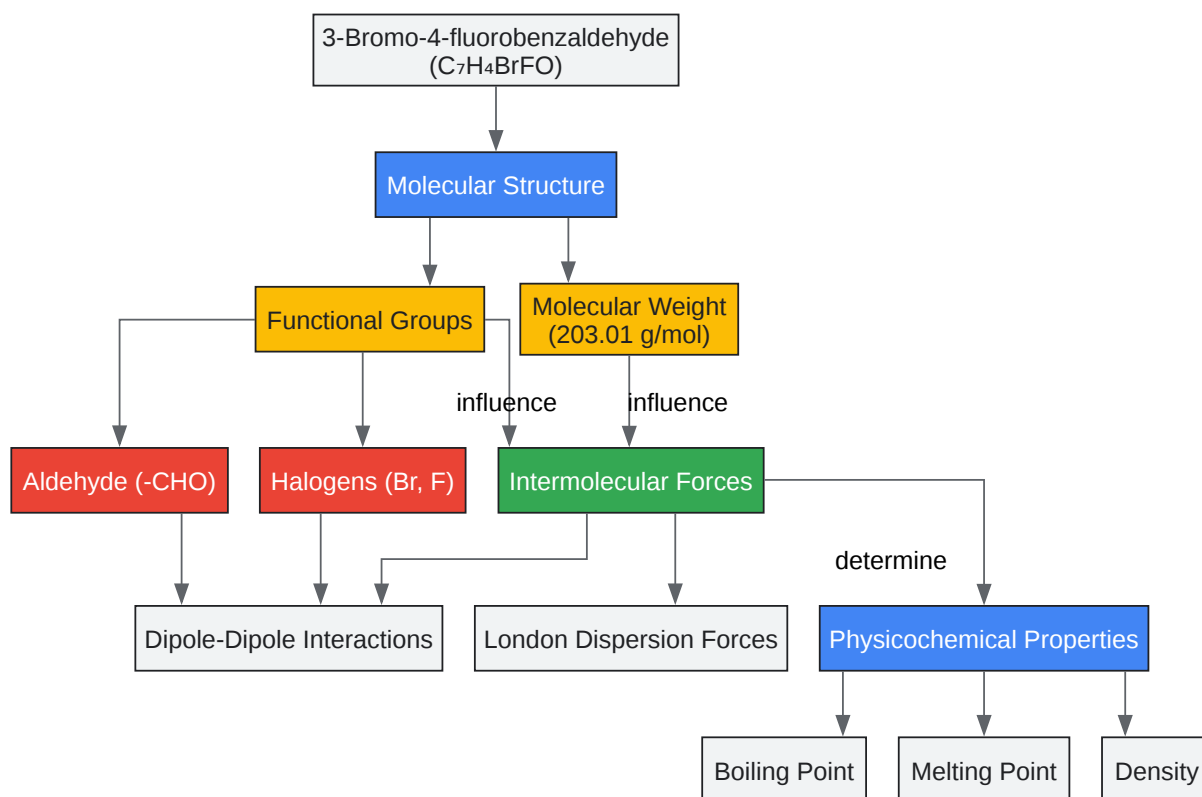 3-Bromo-4-fluorobenzaldehyde
(C₇H₄BrFO)
Molecular Structure
Functional Groups
Molecular Weight
(203.01 g/mol)
influence
influence
Aldehyde (-CHO)
Halogens (Br, F)
Intermolecular Forces
determine
Dipole-Dipole Interactions
London Dispersion Forces
Physicochemical Properties
Boiling Point
Melting Point
Density